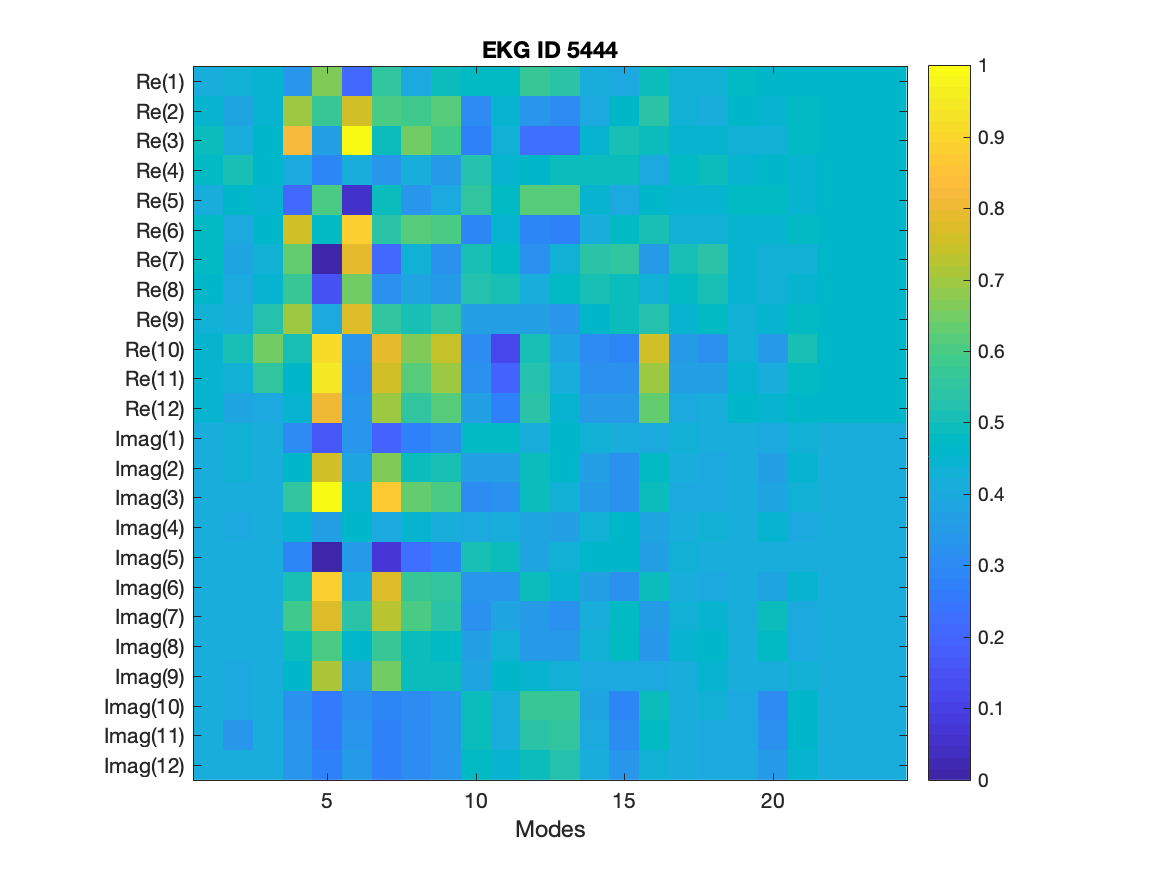 EKG ID 5444
Re(1)
Re(2)
Re(3)
Re(4)
Re(5)
Re(6)
Re(7)
Re(8)
Re(9)
Re(10)
Re(11)
Re(12)
Imag(1)
Imag(2)
Imag(3)
Imag(4)
Imag(5)
Imag(6)
Imag(7)
Imag(8)
Imag(9)
Imag(10)
Imag(11)
Imag(12)
5 10 15 20
Modes
1
0.9
0.8
0.7
0.6
0.5
0.4
0.3
0.2
0.1
0